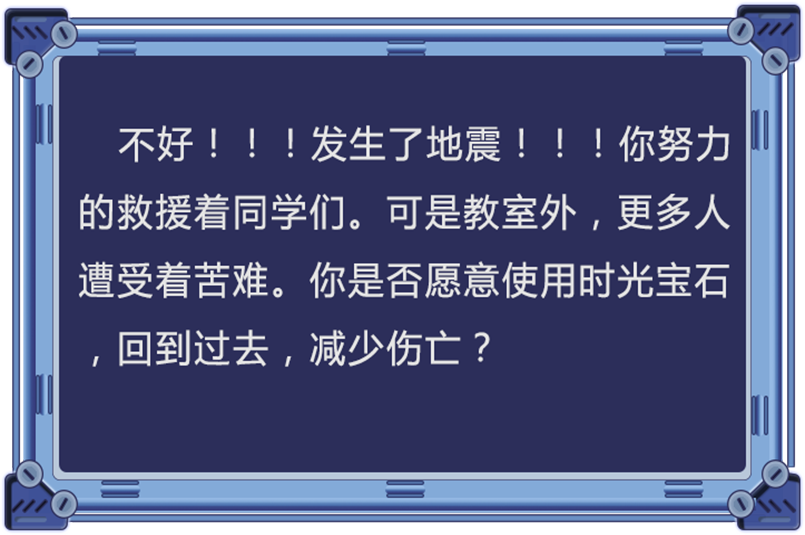 不好！！！发生了地震！！！你努力
的救援着同学们。可是教室外，更多人
遭受着苦难。你是否愿意使用时光宝石
，回到过去，减少伤亡？